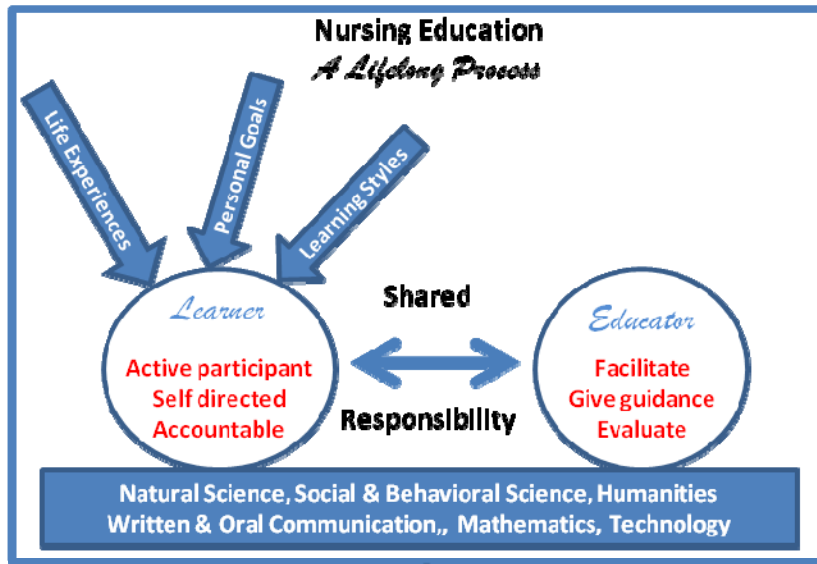 Nursing Education
A Lifelong Process
Life Experiences
Personal Goals
Learning Styles
Learner
Active participant
Self directed
Accountable
Shared
Responsibility
Educator
Facilitate
Give guidance
Evaluate
Natural Science, Social & Behavioral Science, Humanities
Written & Oral Communication,, Mathematics, Technology